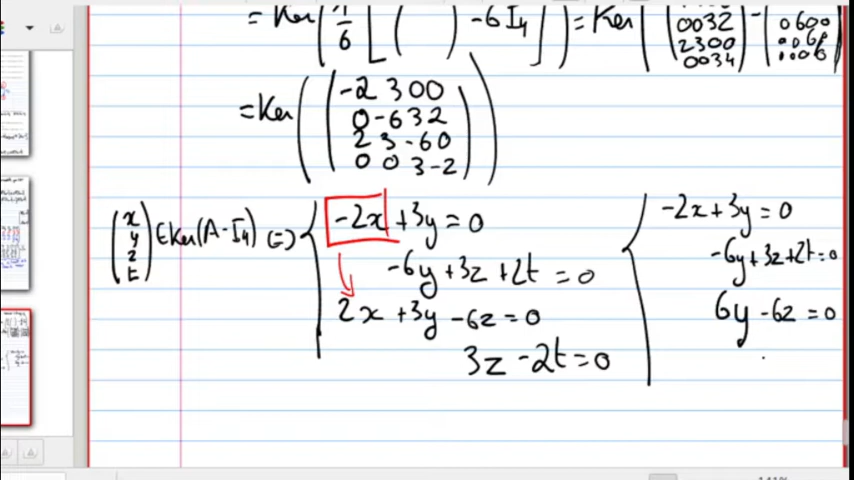 = Ker ( 1/6 [ ( ) - 6 I4 ] ) = Ker ( 0032 - 0600
2300
0034
= Ker ( -2 3 0 0
0 -6 3 2
2 3 -6 0
0 0 3 -2 )
( x y z t ) ∈ Ker(A - I4) ⇔ { -2x + 3y = 0 { -2x + 3y = 0
-6y + 3z + 2t = 0 -6y + 3z + 2t = 0
2x + 3y - 6z = 0 6y - 6z = 0
3z - 2t = 0